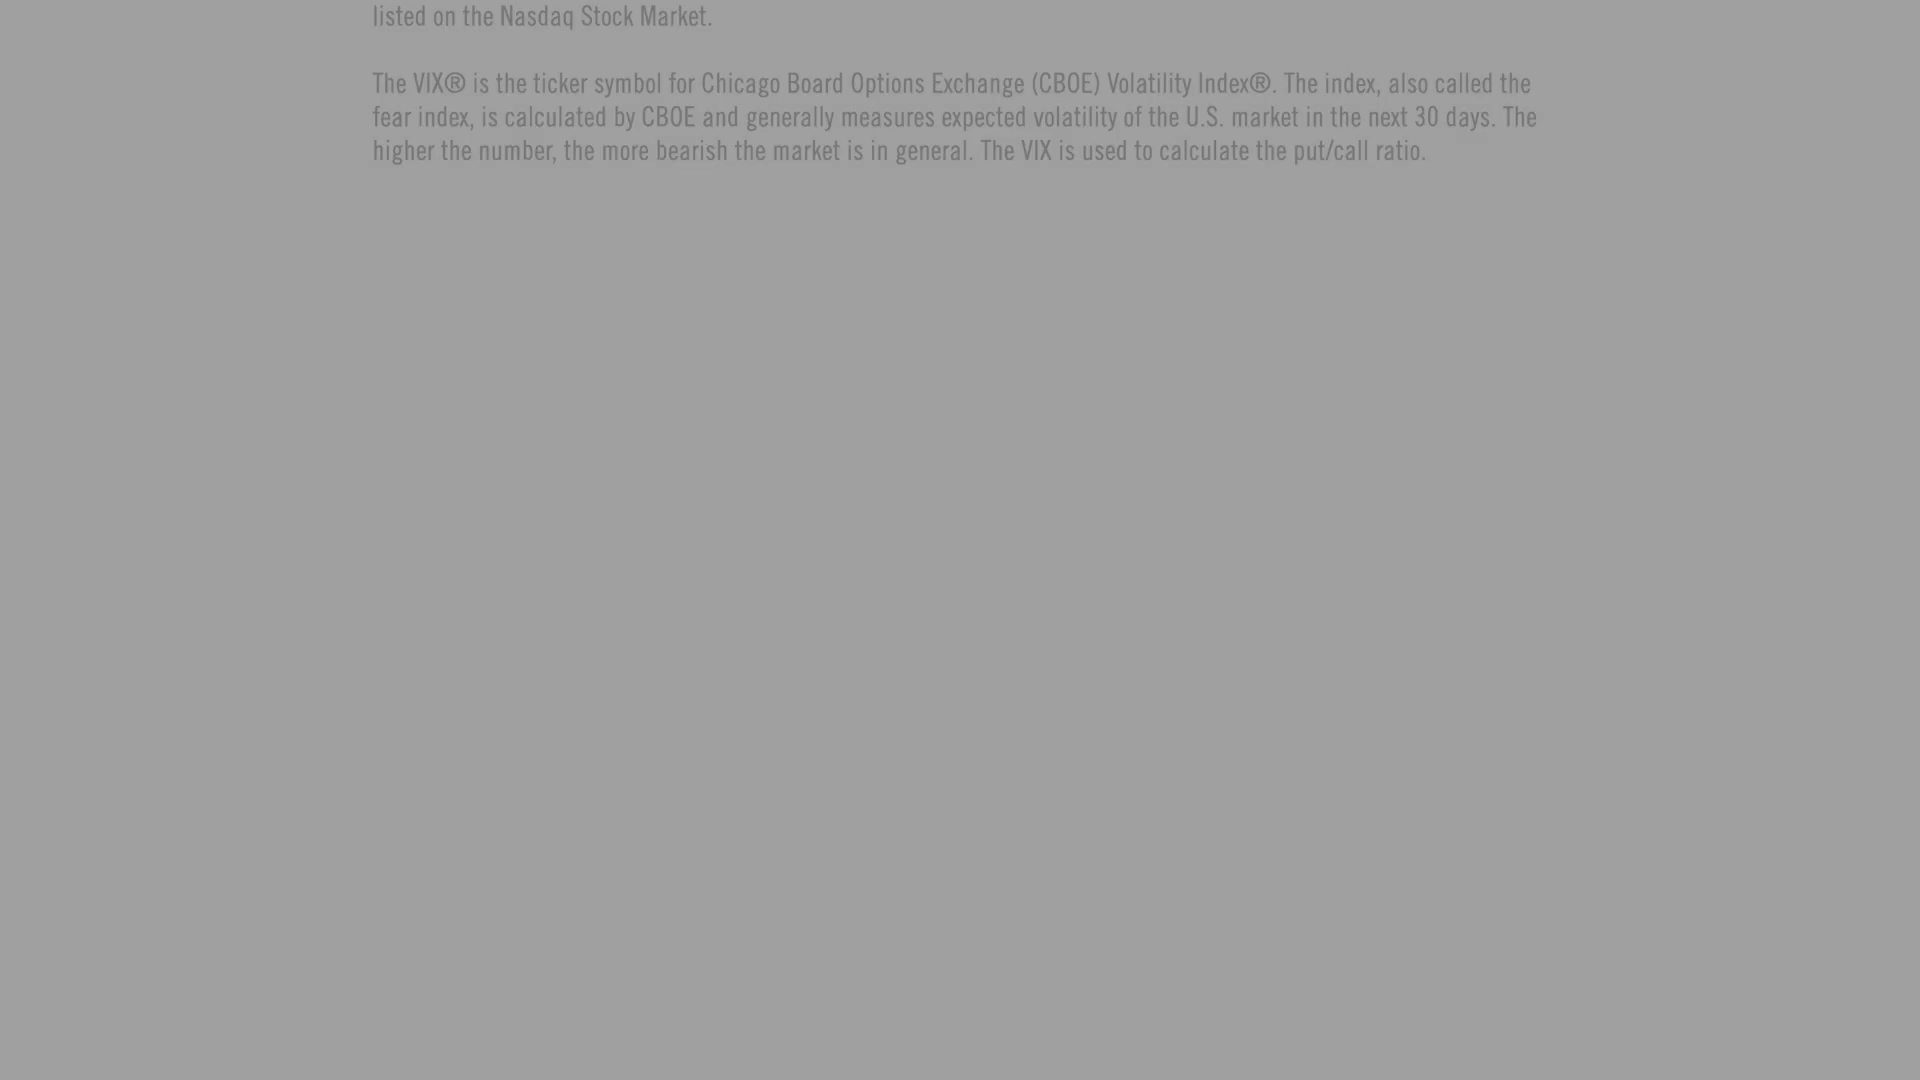 listed on the Nasdaq Stock Market.
The VIX® is the ticker symbol for Chicago Board Options Exchange (CBOE) Volatility Index®. The index, also called the
fear index, is calculated by CBOE and generally measures expected volatility of the U.S. market in the next 30 days. The
higher the number, the more bearish the market is in general. The VIX is used to calculate the put/call ratio.